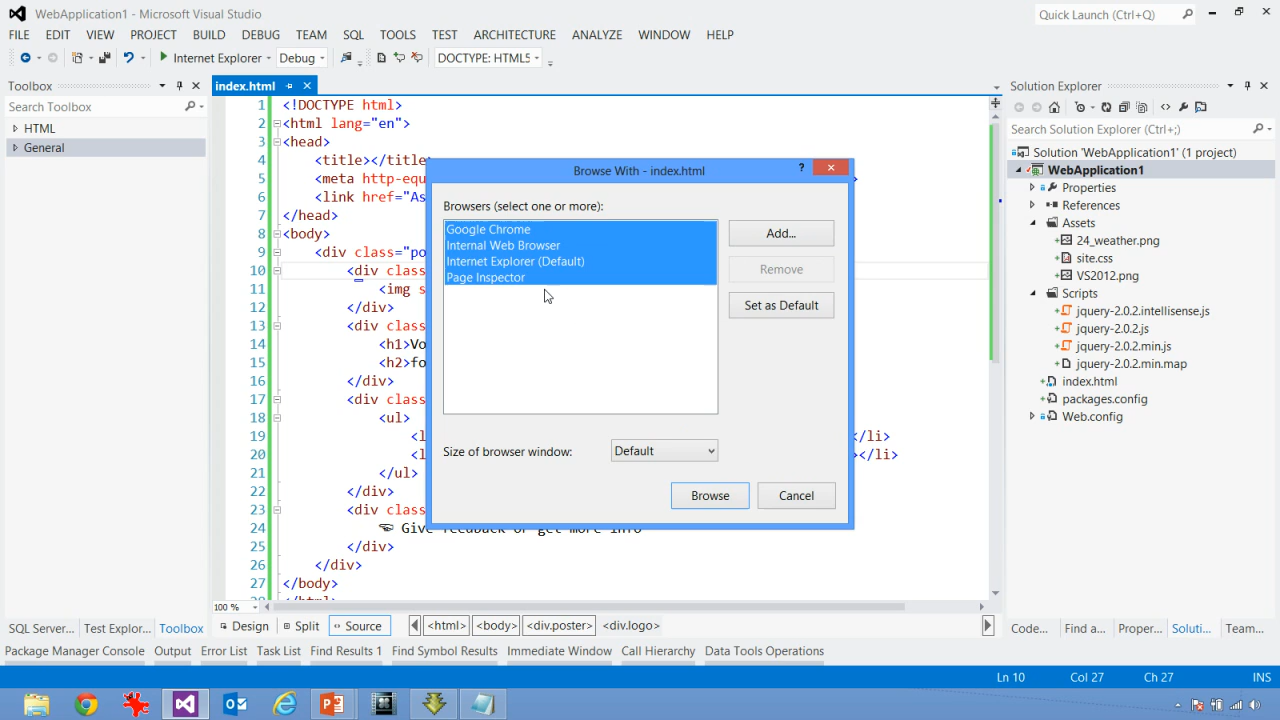 WebApplication1 - Microsoft Visual Studio
Quick Launch (Ctrl+Q)
FILE EDIT VIEW PROJECT BUILD DEBUG TEAM SQL TOOLS TEST ARCHITECTURE ANALYZE WINDOW HELP
Internet Explorer Debug DOCTYPE: HTML5
Toolbox
Search Toolbox
HTML
General
index.html
1 <!DOCTYPE html>
2 <html lang="en">
3 <head>
4 <title></title
5 <meta http-equ
6 <link href="As
7 </head>
8 <body>
9 <div class="po
10 <div clas
11 <img s
12 </div>
13 <div clas
14 <h1>Vo
15 <h2>fo
16 </div>
17 <div clas
18 <ul>
19 <l </li>
20 <l ></li>
21 </ul>
22 </div>
23 <div clas
24 ☜ Give feedback or get more info
25 </div>
26 </div>
27 </body>
28
Browse With - index.html
? ×
Browsers (select one or more):
Google Chrome
Internal Web Browser
Internet Explorer (Default)
Page Inspector
Add...
Remove
Set as Default
Size of browser window:
Default
Browse
Cancel
Solution Explorer
Search Solution Explorer (Ctrl+;)
Solution 'WebApplication1' (1 project)
WebApplication1
Properties
References
Assets
24_weather.png
site.css
VS2012.png
Scripts
jquery-2.0.2.intellisense.js
jquery-2.0.2.js
jquery-2.0.2.min.js
jquery-2.0.2.min.map
index.html
packages.config
Web.config
100 %
SQL Server... Test Explor... Toolbox
Design Split Source <html> <body> <div.poster> <div.logo>
Code... Find a... Proper... Soluti... Team...
Package Manager Console Output Error List Task List Find Results 1 Find Symbol Results Immediate Window Call Hierarchy Data Tools Operations
Ln 10 Col 27 Ch 27 INS